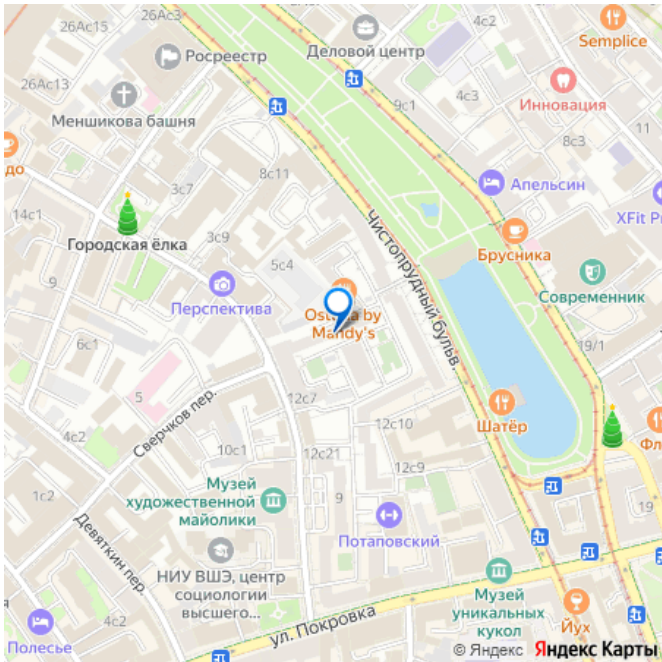 26Ас3
26Ас15
26Ас13
4с2
Росреестр
Деловой центр
Semplice
9с1
4с3
Инновация
Меншикова башня
8с3
до
3с7
8с11
Апельсин
14с1
3с9
Чистопрудный бульв.
Брусника
Городская ёлка
5с4
Перспектива
Современник
Mandy's
6с1
19/1
5
12с7
Шатёр
Сверчков пер.
4с2
12с10
10с1
12с21
12с9
1с2
Музей
художественной
майолики
9
19
Девяткин пер.
Потаповский
НИУ ВШЭ, центр
социологии
высшего...
Музей
уникальных
кукол
Йух
4с2
Полесье
ул. Покровка
© Яндекс Яндекс Карты